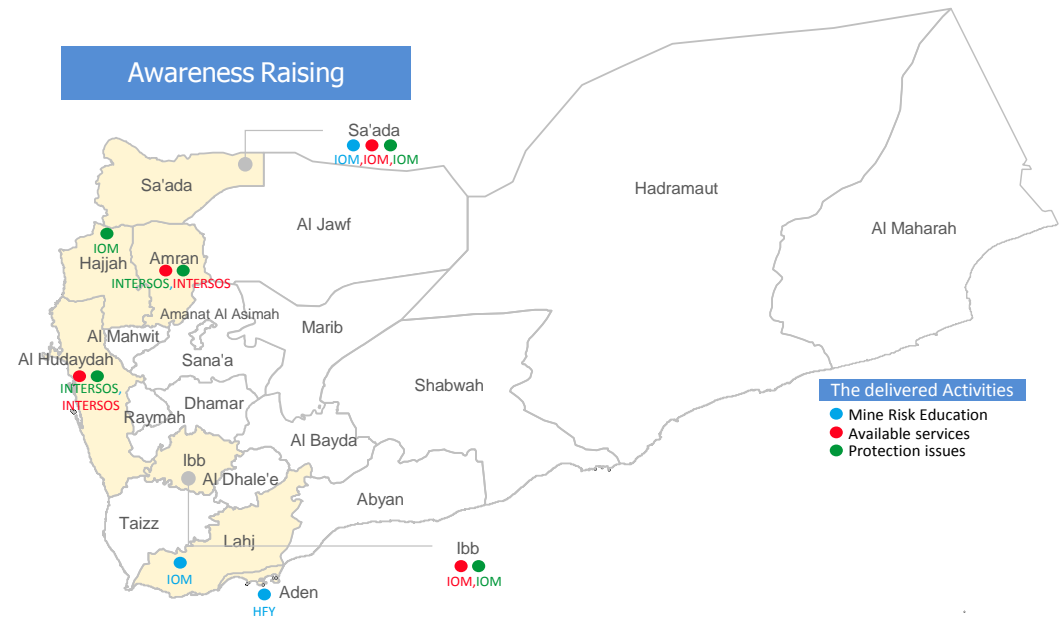 Awareness Raising
Sa'ada
IOM,IOM,IOM
Sa'ada
Hadramaut
Al Jawf
Al Maharah
IOM
Hajjah
Amran
INTERSOS,INTERSOS
Amanat Al Asimah
Marib
Al Mahwit
Al Hudaydah
Sana'a
INTERSOS,
INTERSOS
Shabwah
The delivered Activities
Mine Risk Education
Available services
Protection issues
Dhamar
Raymah
Al Bayda
Ibb
Al Dhale'e
Abyan
Taizz
Lahj
Ibb
IOM,IOM
IOM
Aden
HFY